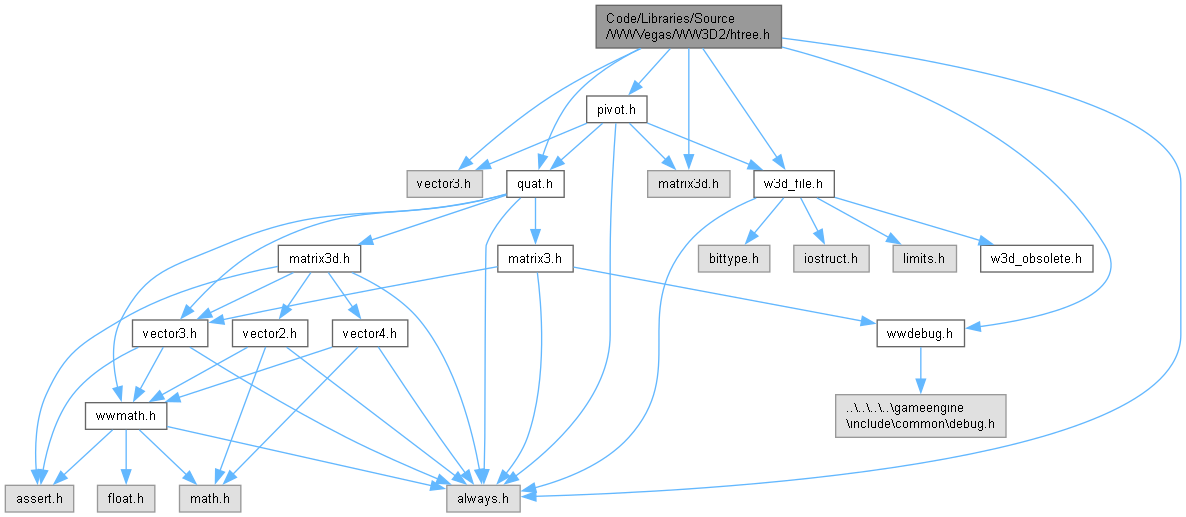 Code/Libraries/Source
/WWVegas/WW3D2/htree.h
pivot.h
vector3.h
quat.h
matrix3d.h
w3d_file.h
matrix3d.h
matrix3.h
bittype.h
iostruct.h
limits.h
w3d_obsolete.h
vector3.h
vector2.h
vector4.h
wwdebug.h
wwmath.h
..\..\..\..\gameengine
\include\common\debug.h
assert.h
float.h
math.h
always.h